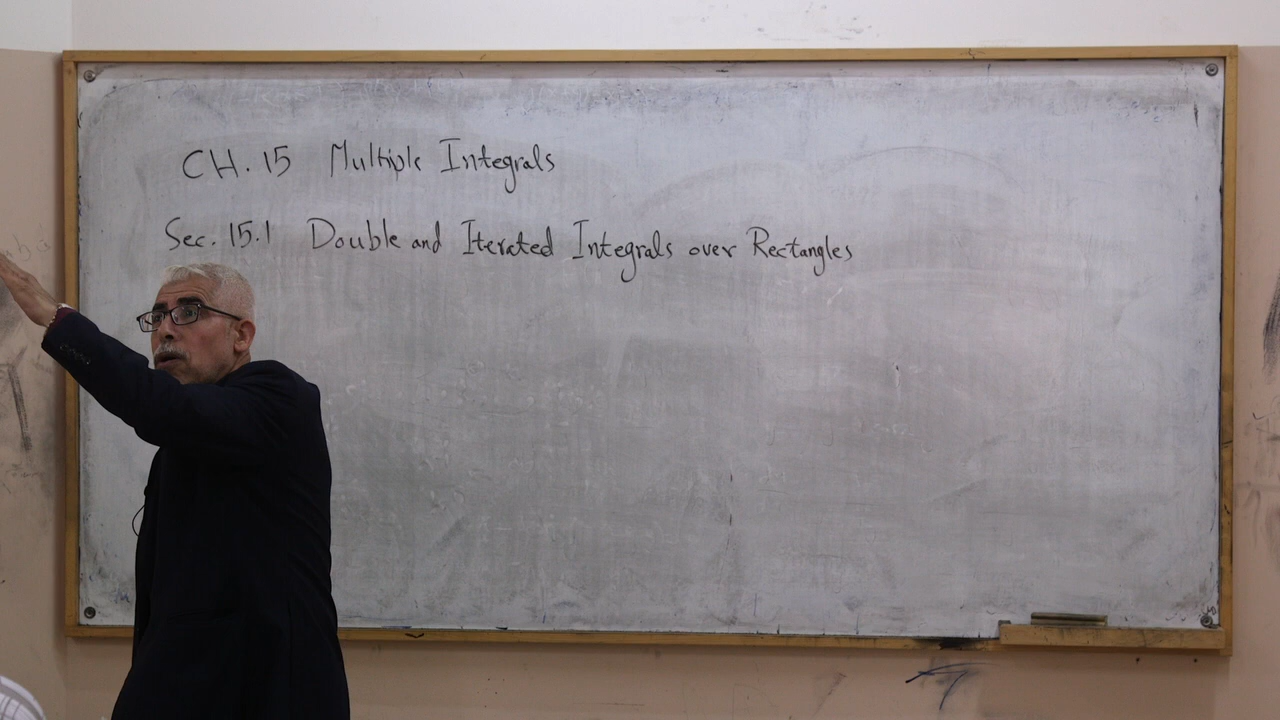 CH. 15 Multiple Integrals
Sec. 15.1 Double and Iterated Integrals over Rectangles